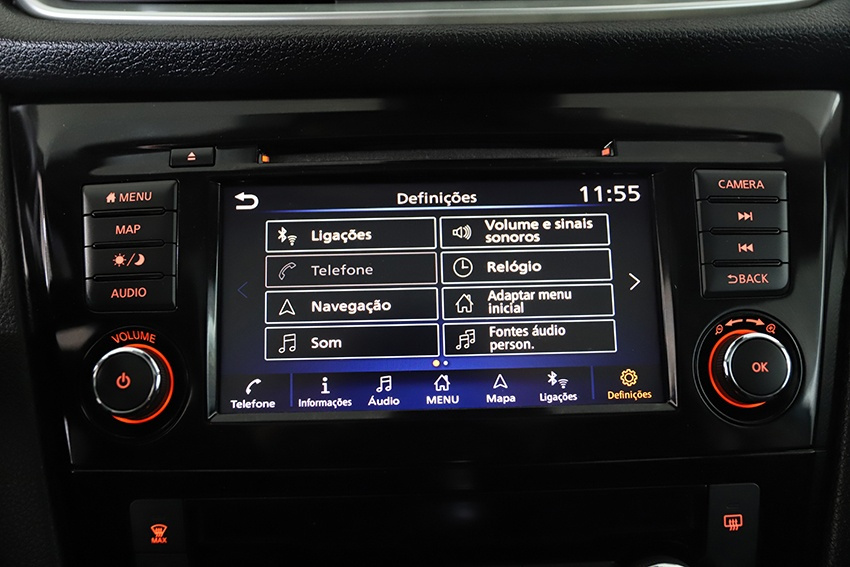 MENU
MAP
AUDIO
VOLUME
Definições
11:55
Ligações
Volume e sinais
sonoros
Telefone
Relógio
Navegação
Adaptar menu
inicial
Som
Fontes áudio
person.
Telefone
Informações
Áudio
MENU
Mapa
Ligações
Definições
CAMERA
BACK
OK
MAX